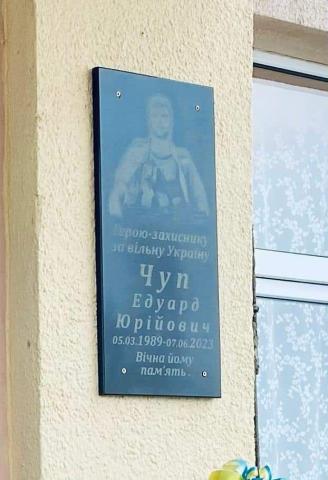 Герою-захиснику
за вільну Україну
Чуп
Едуард
Юрійович
05.03.1989-07.06.2023
Вічна йому
пам'ять.